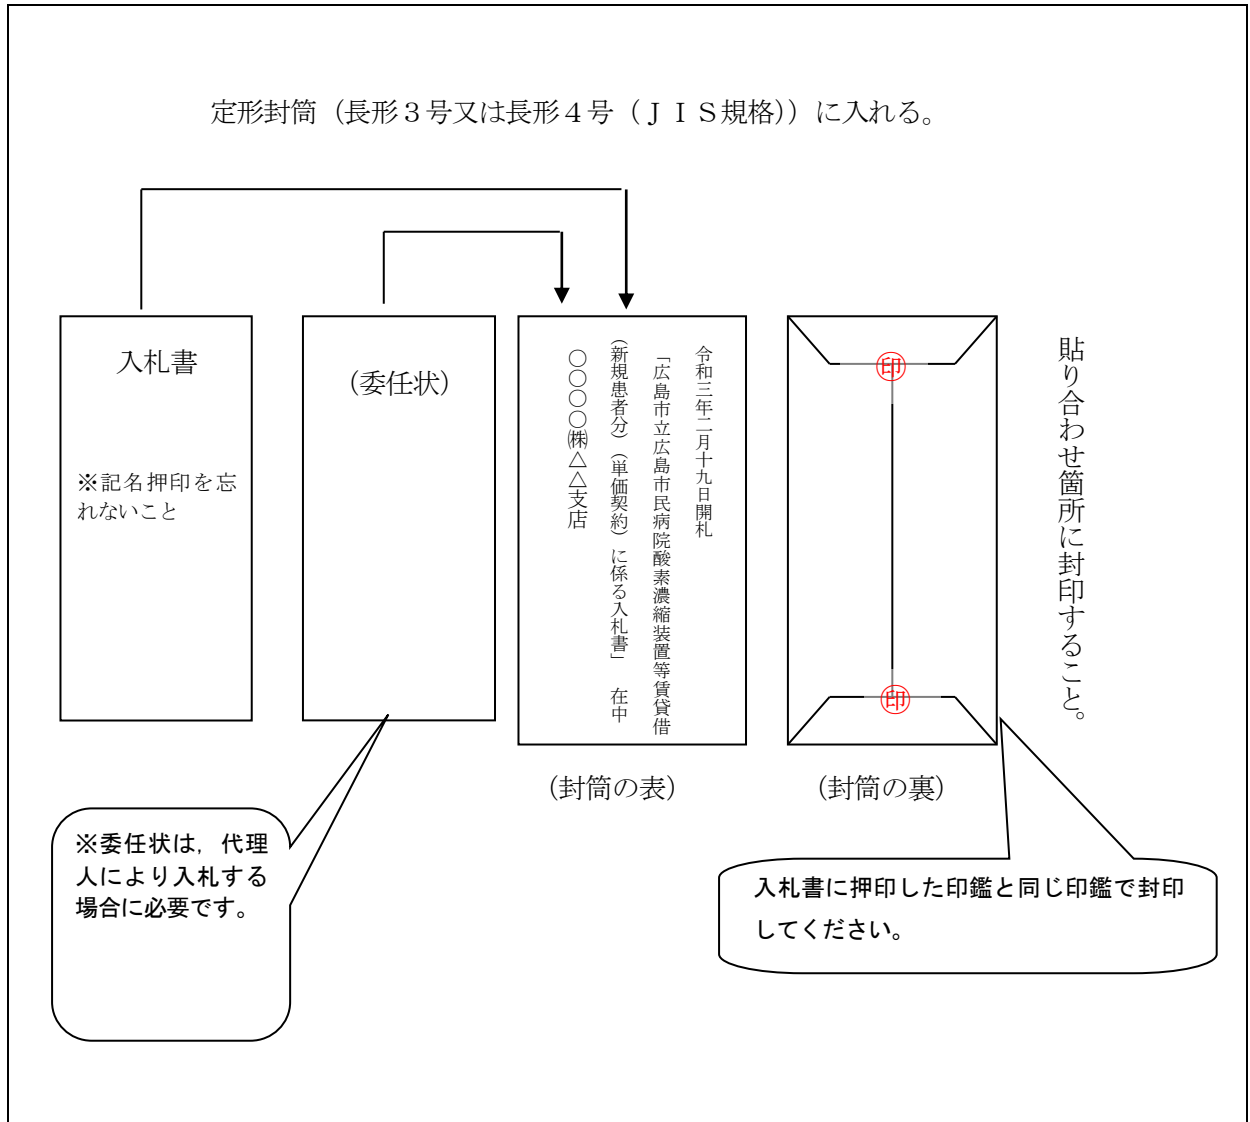 定形封筒（長形３号又は長形４号（ＪＩＳ規格））に入れる。
入札書
※記名押印を忘
れないこと
（委任状）
令和三年二月十九日開札
「広島市立広島市民病院酸素濃縮装置等賃貸借
（新規患者分）（単価契約）に係る入札書」　在中
〇〇〇〇㈱△△支店
印
印
貼り合わせ箇所に封印すること。
（封筒の表）
（封筒の裏）
※委任状は，代理
人により入札する
場合に必要です。
入札書に押印した印鑑と同じ印鑑で封印
してください。